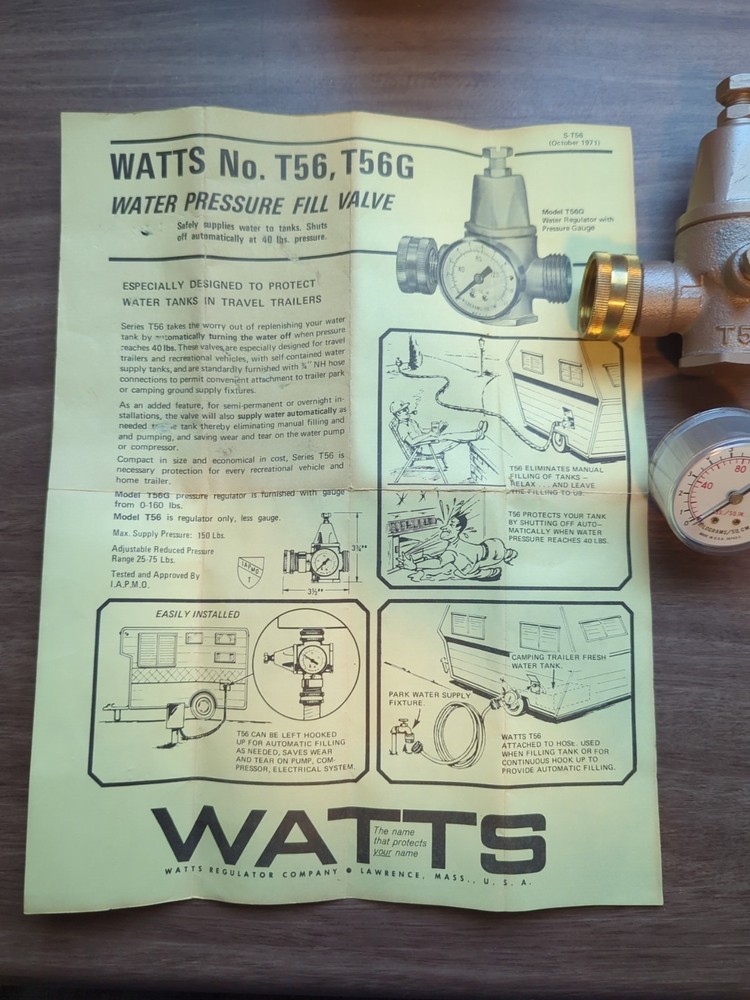 S-T56
(October 1971)
WATTS No. T56, T56G
WATER PRESSURE FILL VALVE
Safely supplies water to tanks. Shuts
off automatically at 40 lbs. pressure.
Model T56G
Water Regulator with
Pressure Gauge
ESPECIALLY DESIGNED TO PROTECT
WATER TANKS IN TRAVEL TRAILERS
Series T56 takes the worry out of replenishing your water
tank by automatically turning the water off when pressure
reaches 40 lbs. These valves are especially designed for travel
trailers and recreational vehicles, with self-contained water
supply tanks, and are standardly furnished with ¾" NH hose
connections to permit convenient attachment to trailer park
or camping ground supply fixtures.
As an added feature, for semi-permanent or overnight in-
stallations, the valve will also supply water automatically as
needed to the tank thereby eliminating manual filling and
and pumping, and saving wear and tear on the water pump
or compressor.
Compact in size and economical in cost, Series T56 is
necessary protection for every recreational vehicle and
home trailer.
Model T56G pressure regulator is furnished with gauge
from 0-160 lbs.
Model T56 is regulator only, less gauge.
Max. Supply Pressure: 150 Lbs.
Adjustable Reduced Pressure
Range 25-75 Lbs.
Tested and Approved By
I.A.P.M.O.
IAPMO
1
3½"
T56 ELIMINATES MANUAL
FILLING OF TANKS –
RELAX . . . AND LEAVE
THE FILLING TO US.
T56 PROTECTS YOUR TANK
BY SHUTTING OFF AUTO-
MATICALLY WHEN WATER
PRESSURE REACHES 40 LBS.
EASILY INSTALLED
T56 CAN BE LEFT HOOKED
UP FOR AUTOMATIC FILLING
AS NEEDED, SAVES WEAR
AND TEAR ON PUMP, COM-
PRESSOR, ELECTRICAL SYSTEM.
CAMPING TRAILER FRESH
WATER TANK.
PARK WATER SUPPLY
FIXTURE.
WATTS T56
ATTACHED TO HOSE. USED
WHEN FILLING TANK OR FOR
CONTINUOUS HOOK UP TO
PROVIDE AUTOMATIC FILLING.
WATTS
The name
that protects
your name
WATTS REGULATOR COMPANY • LAWRENCE, MASS., U. S. A.
T5
40
80